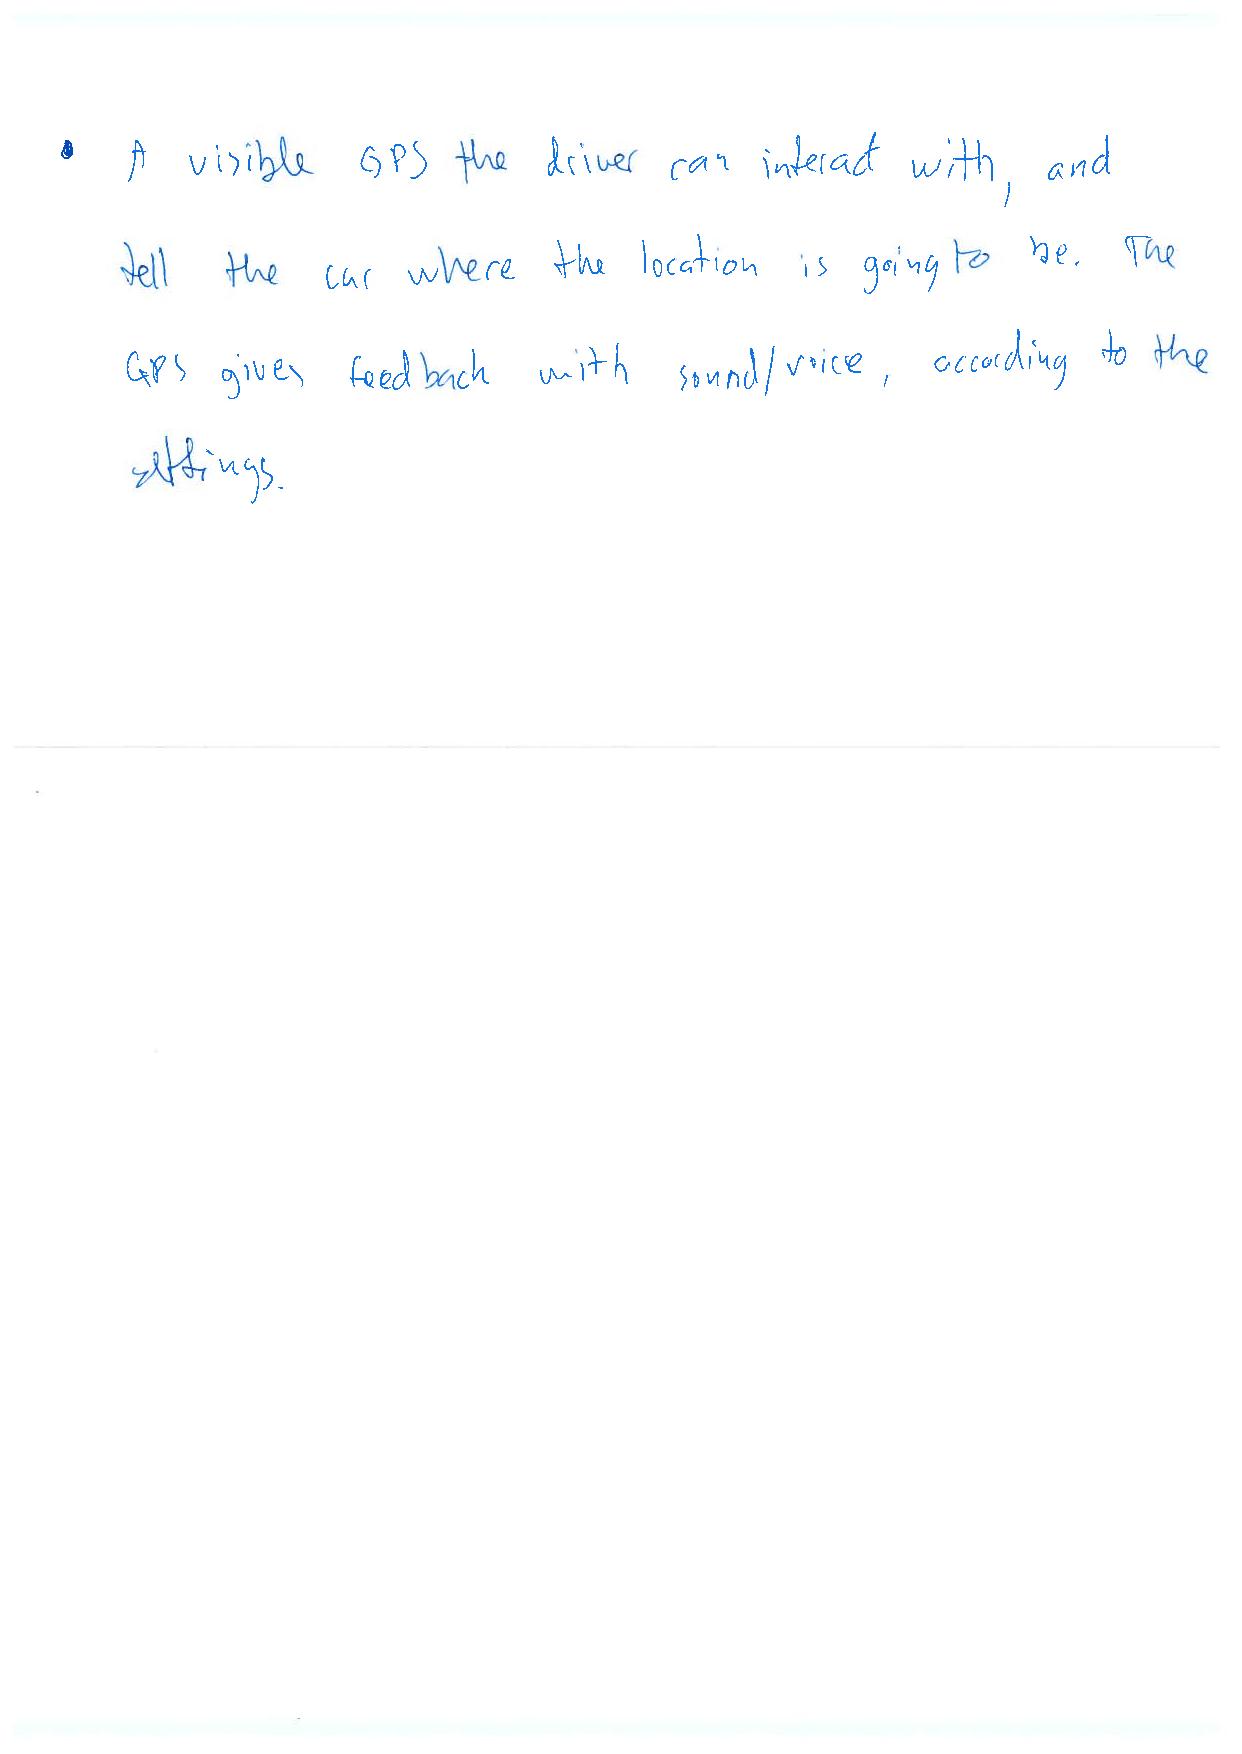 • A visible GPS the driver can interact with, and
tell the car where the location is going to be. The
GPS gives feedback with sound/voice, according to the
settings.